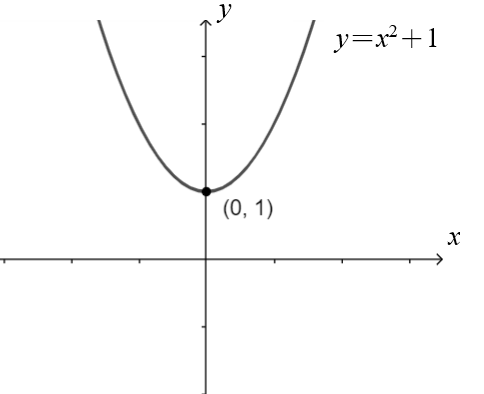 y
y=x²+1
(0, 1)
x